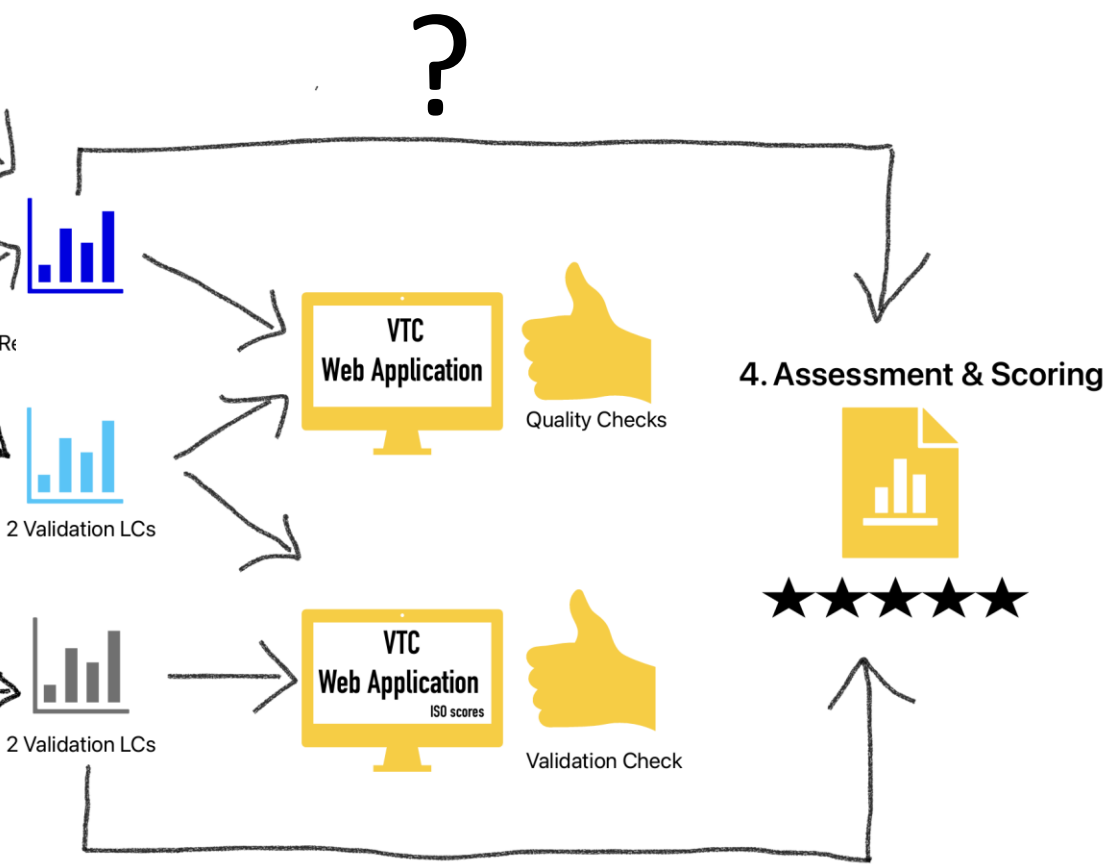 ?
VTC
Web Application
Quality Checks
Re
4. Assessment & Scoring
2 Validation LCs
VTC
Web Application
ISO scores
2 Validation LCs
Validation Check